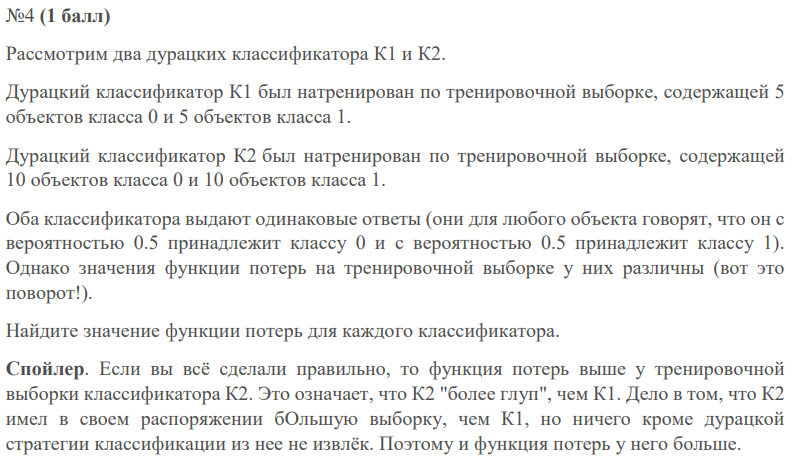 №4 (1 балл)
Рассмотрим два дурацких классификатора К1 и К2.
Дурацкий классификатор К1 был натренирован по тренировочной выборке, содержащей 5
объектов класса 0 и 5 объектов класса 1.
Дурацкий классификатор К2 был натренирован по тренировочной выборке, содержащей
10 объектов класса 0 и 10 объектов класса 1.
Оба классификатора выдают одинаковые ответы (они для любого объекта говорят, что он с
вероятностью 0.5 принадлежит классу 0 и с вероятностью 0.5 принадлежит классу 1).
Однако значения функции потерь на тренировочной выборке у них различны (вот это
поворот!).
Найдите значение функции потерь для каждого классификатора.
Спойлер. Если вы всё сделали правильно, то функция потерь выше у тренировочной
выборки классификатора К2. Это означает, что К2 "более глуп", чем К1. Дело в том, что К2
имел в своем распоряжении бОльшую выборку, чем К1, но ничего кроме дурацкой
стратегии классификации из нее не извлёк. Поэтому и функция потерь у него больше.